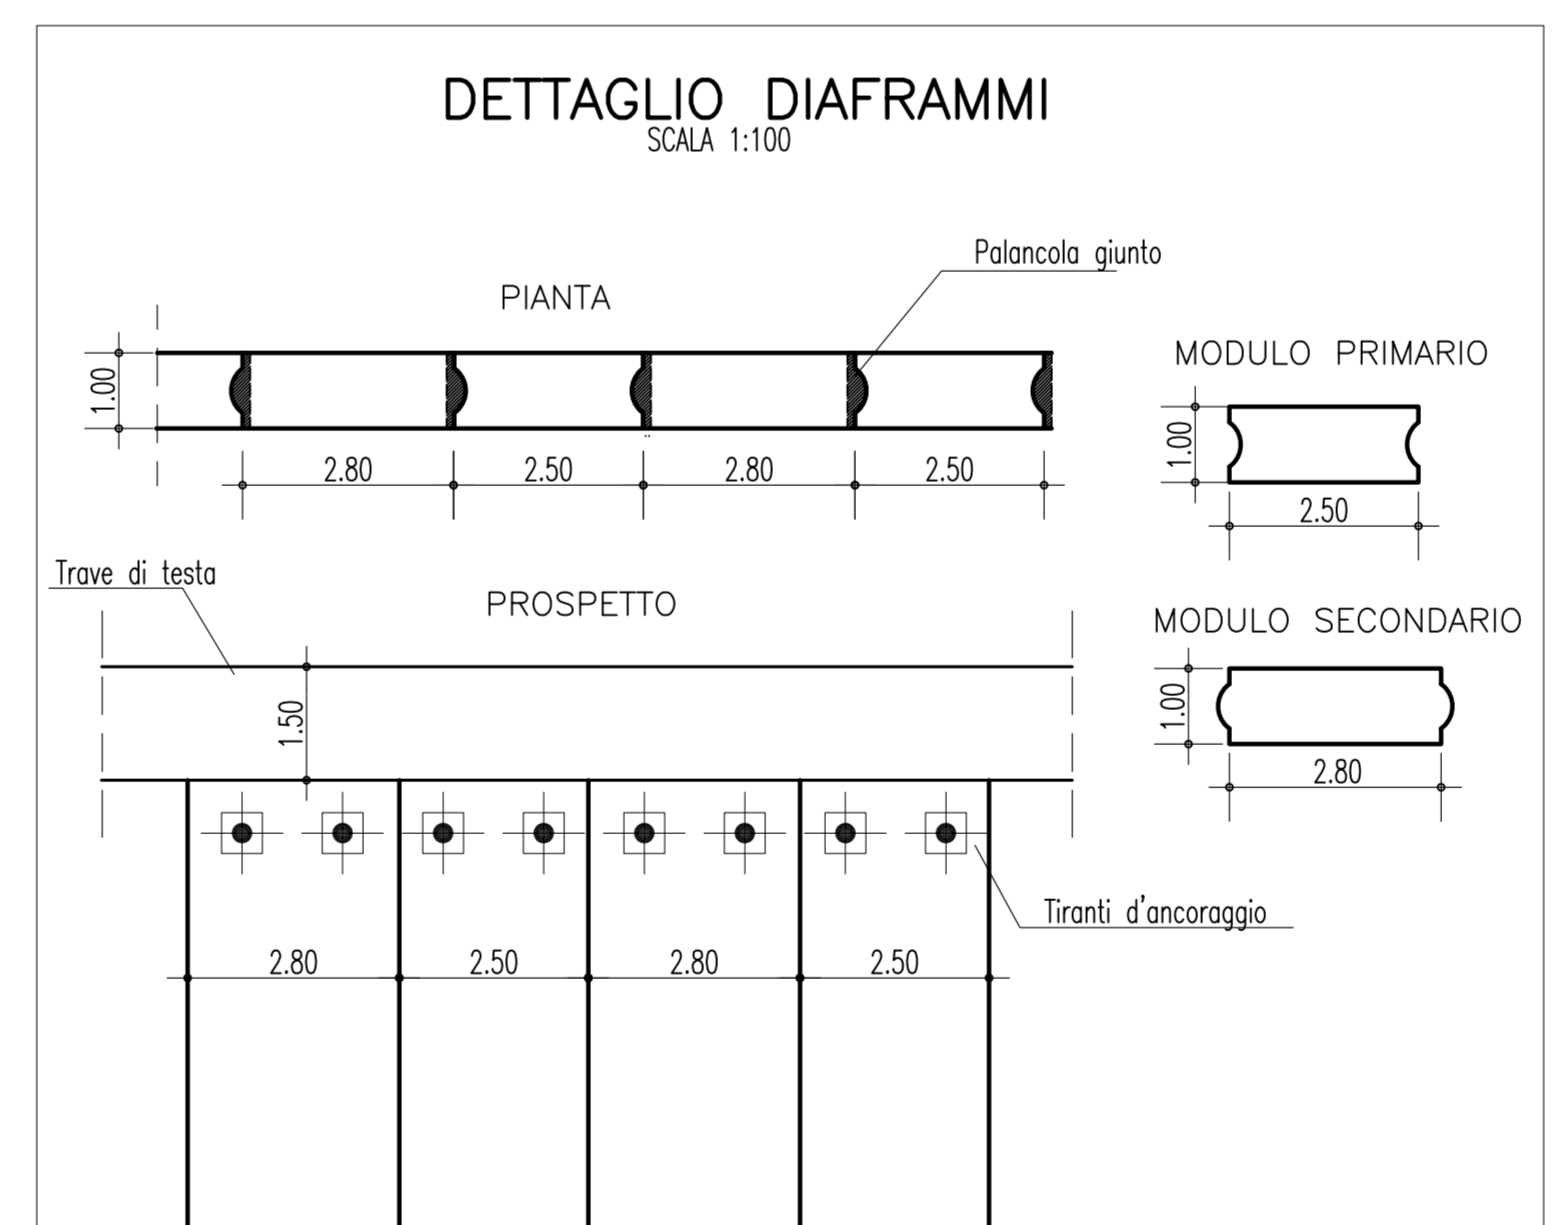 DETTAGLIO DIAFRAMMI
SCALA 1:100
Palancola giunto
PIANTA
1.00
2.80
2.50
2.80
2.50
MODULO PRIMARIO
1.00
2.50
Trave di testa
PROSPETTO
1.50
MODULO SECONDARIO
1.00
2.80
Tiranti d'ancoraggio
2.80
2.50
2.80
2.50